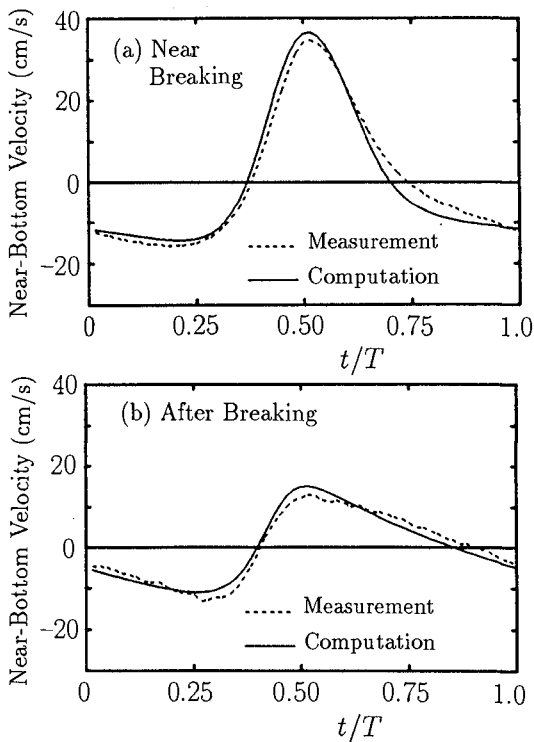 Near-Bottom Velocity (cm/s)
40
20
0
−20
(a) Near
Breaking
Measurement
Computation
0
0.25
0.50
0.75
1.0
t/T
Near-Bottom Velocity (cm/s)
40
20
0
−20
(b) After Breaking
Measurement
Computation
0
0.25
0.50
0.75
1.0
t/T